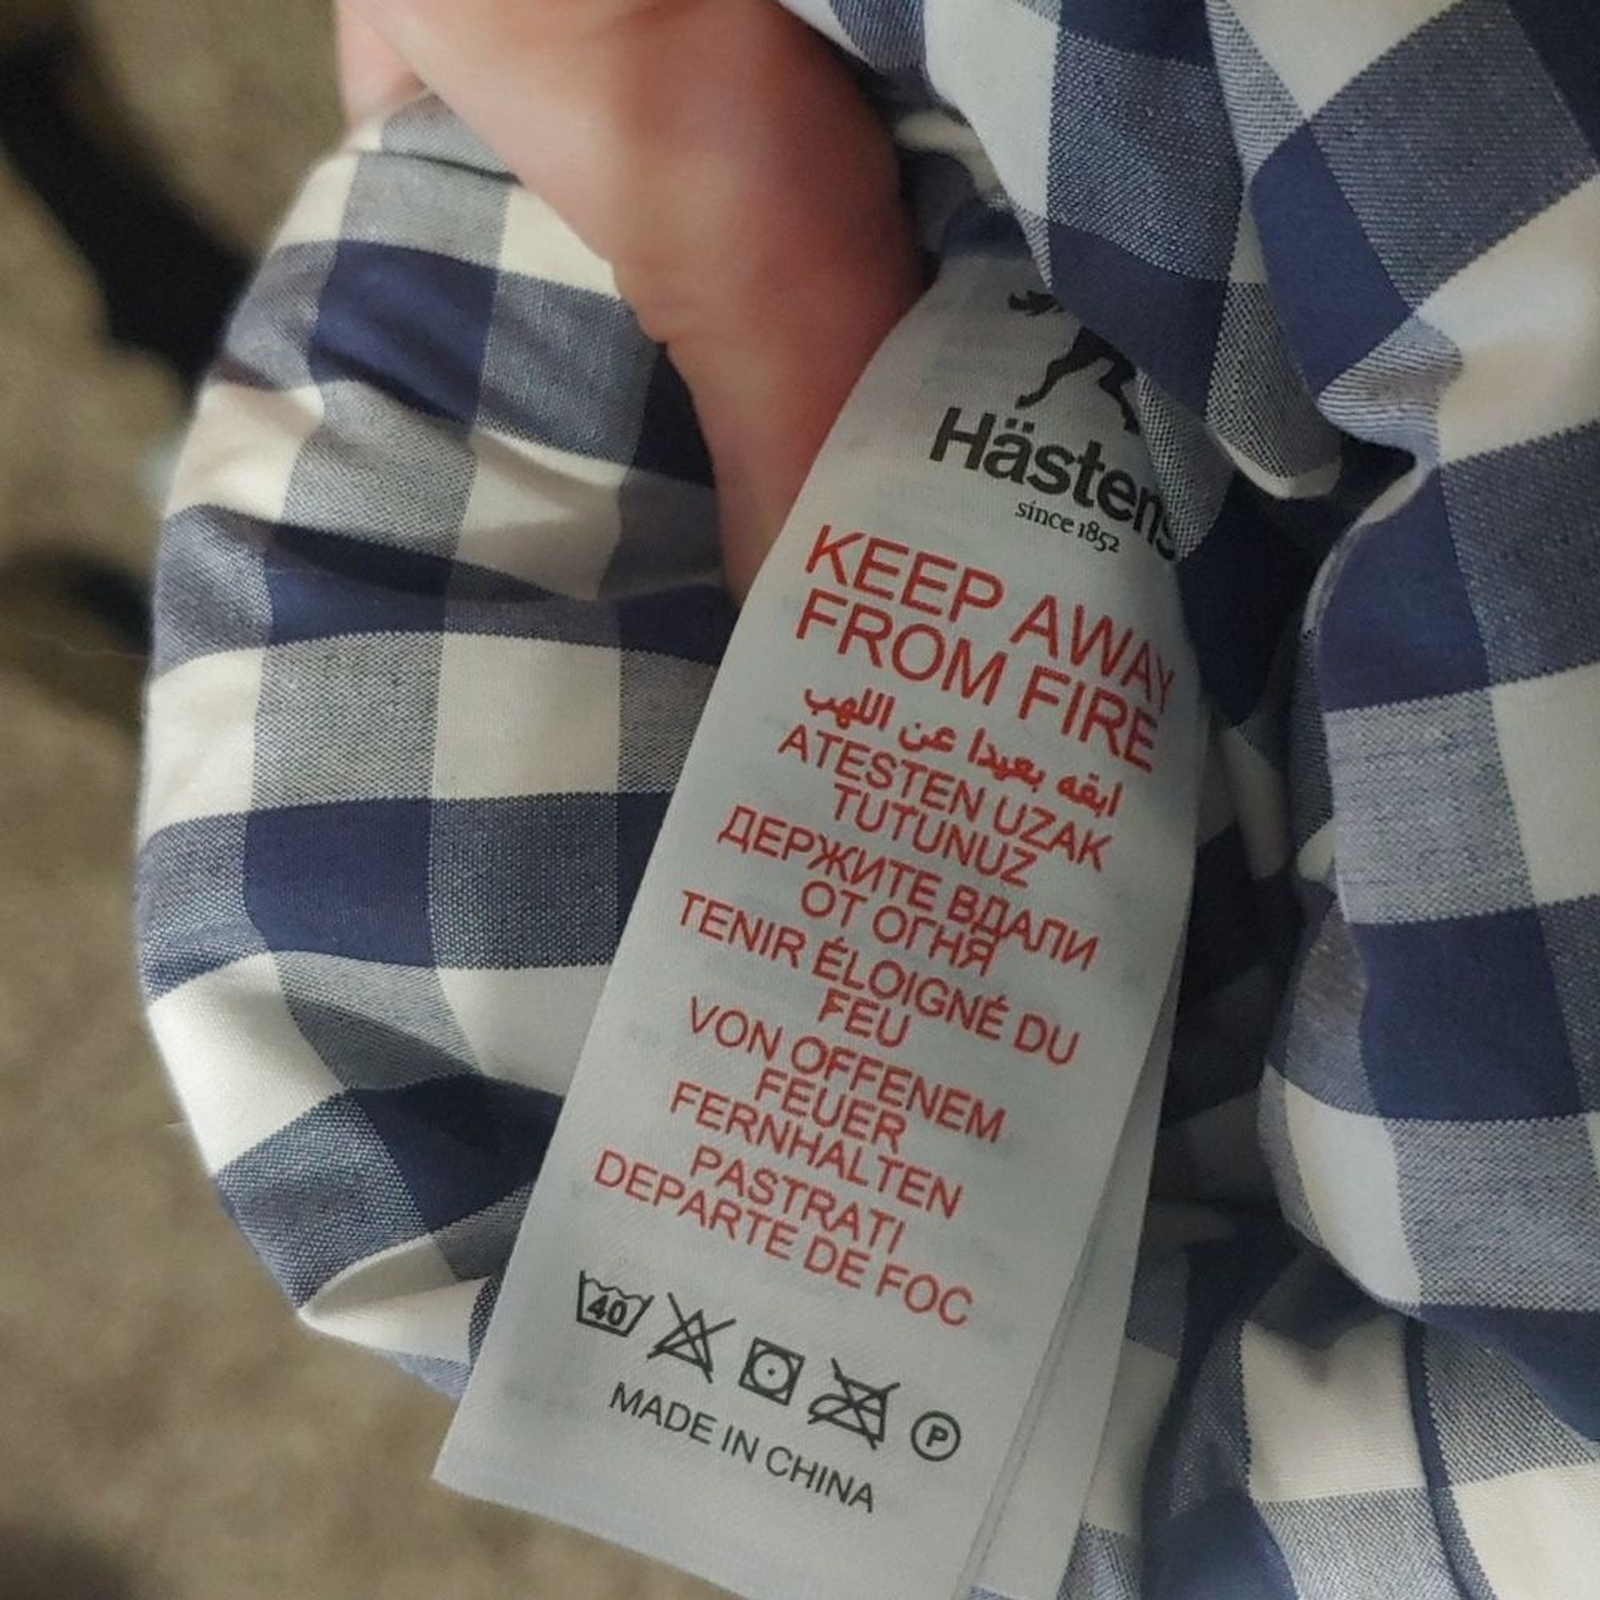 Hästens
since 1852
KEEP AWAY
FROM FIRE
ابقه بعيدا عن اللهب
ATESTEN UZAK
TUTUNUZ
ДЕРЖИТЕ ВДАЛИ
ОТ ОГНЯ
TENIR ÉLOIGNÉ DU
FEU
VON OFFENEM
FEUER
FERNHALTEN
PASTRATI
DEPARTE DE FOC
40
P
MADE IN CHINA